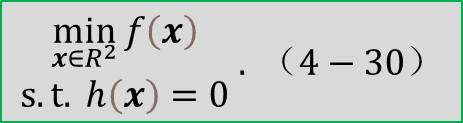 min f(x)
x∈R²
s.t. h(x) = 0 . （4 − 30）